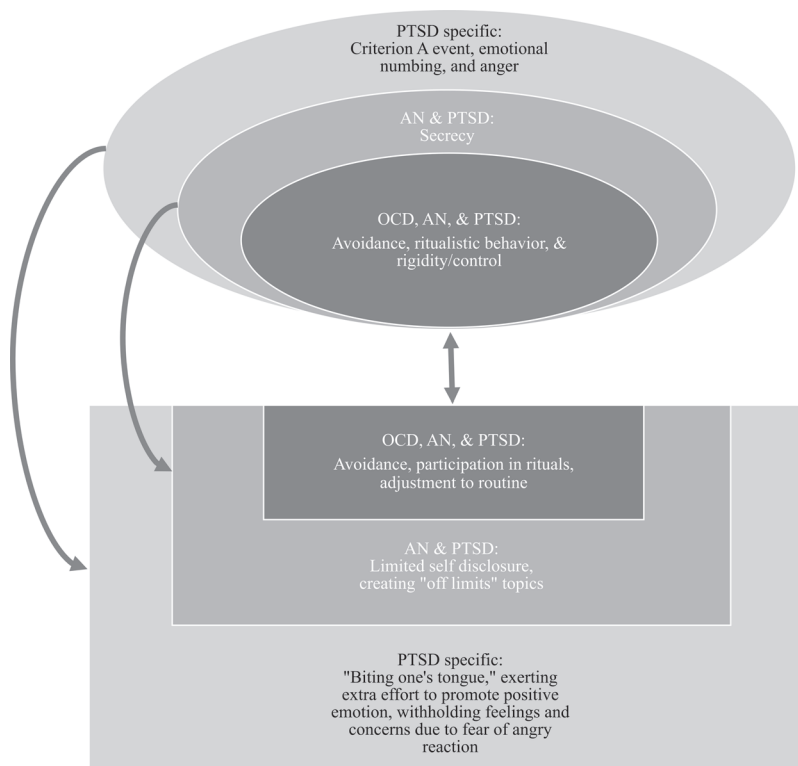 PTSD specific:
Criterion A event, emotional
numbing, and anger
AN & PTSD:
Secrecy
OCD, AN, & PTSD:
Avoidance, ritualistic behavior, &
rigidity/control
OCD, AN, & PTSD:
Avoidance, participation in rituals,
adjustment to routine
AN & PTSD:
Limited self disclosure,
creating "off limits" topics
PTSD specific:
"Biting one's tongue," exerting
extra effort to promote positive
emotion, withholding feelings and
concerns due to fear of angry
reaction